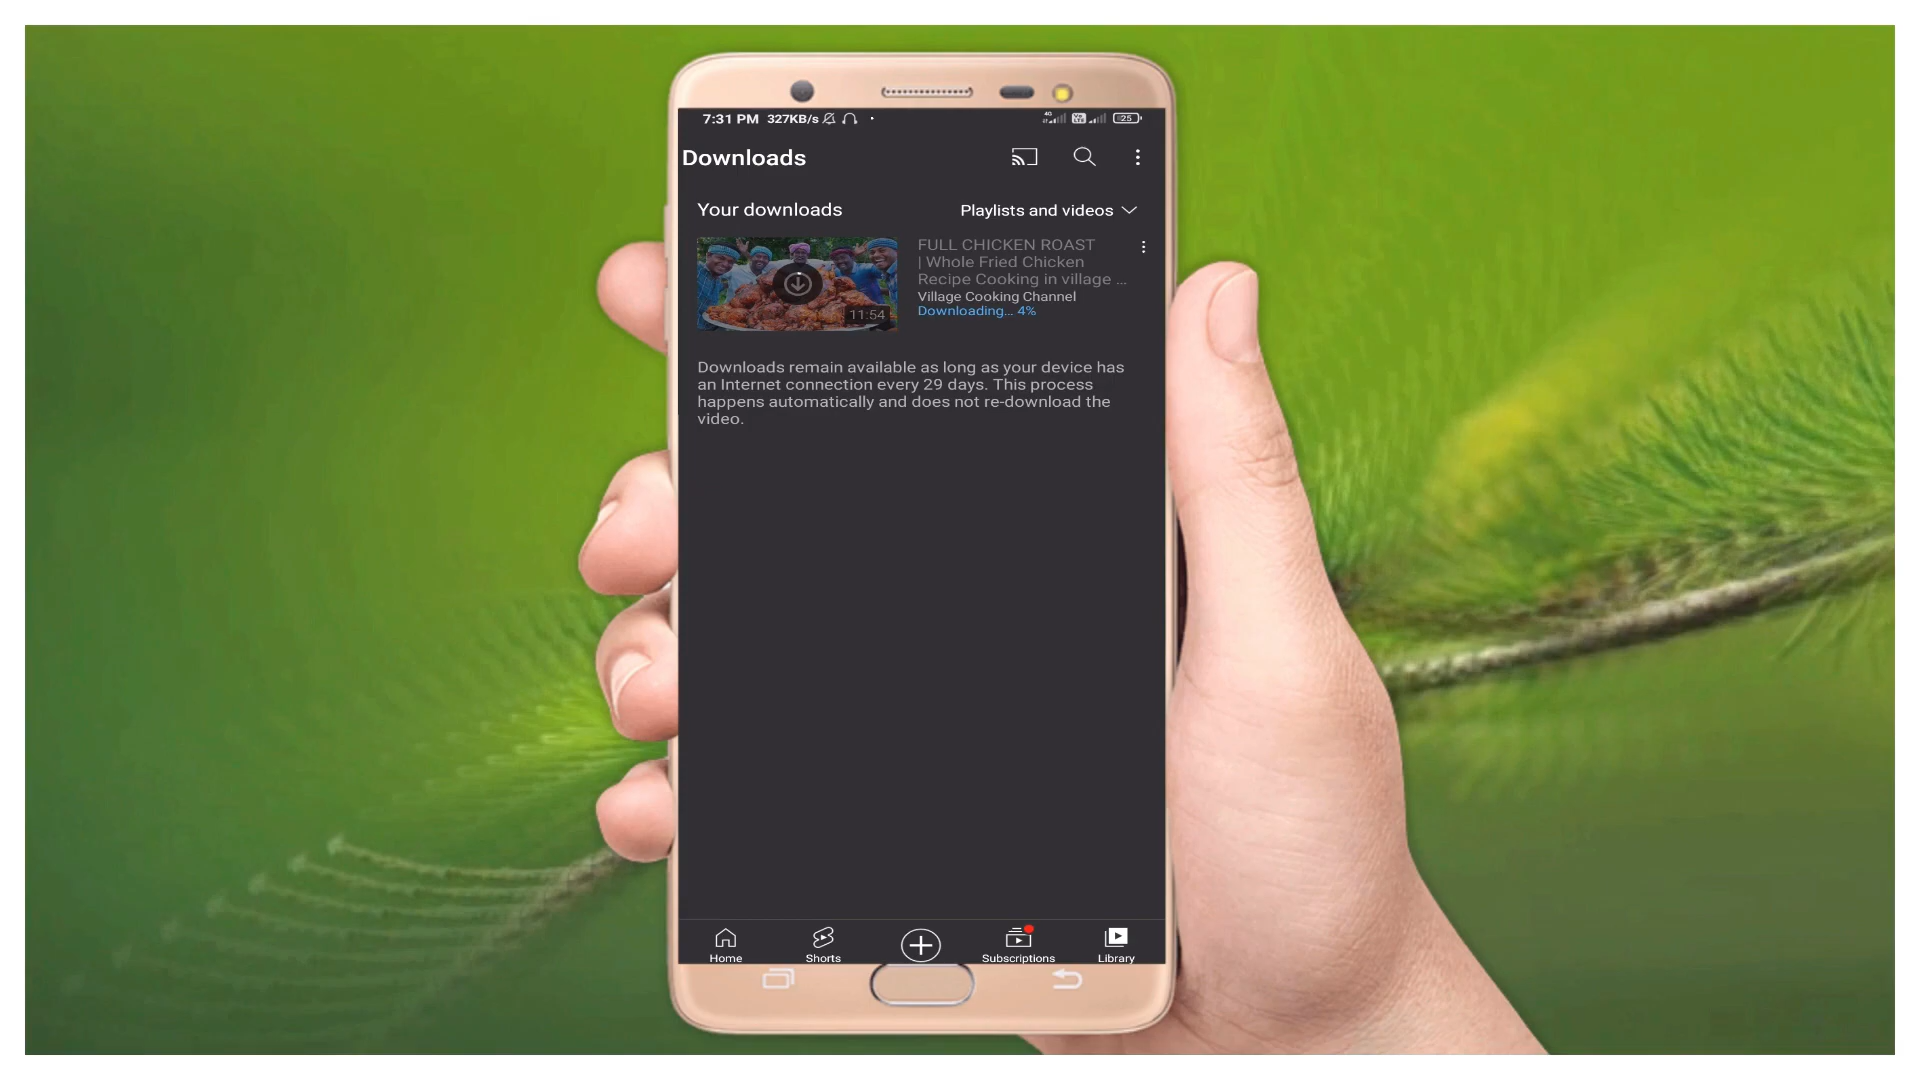 7:31 PM 327KB/s
4G
25
Downloads
Your downloads
Playlists and videos
FULL CHICKEN ROAST
| Whole Fried Chicken
Recipe Cooking in village ...
Village Cooking Channel
Downloading... 4%
11:54
Downloads remain available as long as your device has
an Internet connection every 29 days. This process
happens automatically and does not re-download the
video.
Home
Shorts
Subscriptions
Library